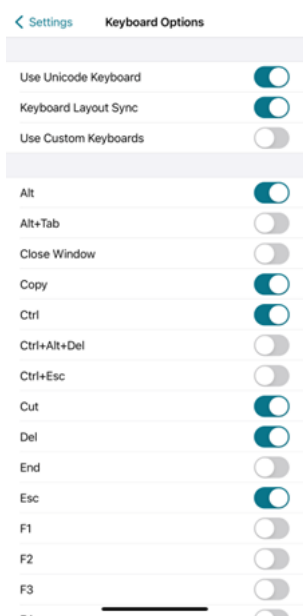 Settings Keyboard Options
Use Unicode Keyboard
Keyboard Layout Sync
Use Custom Keyboards
Alt
Alt+Tab
Close Window
Copy
Ctrl
Ctrl+Alt+Del
Ctrl+Esc
Cut
Del
End
Esc
F1
F2
F3